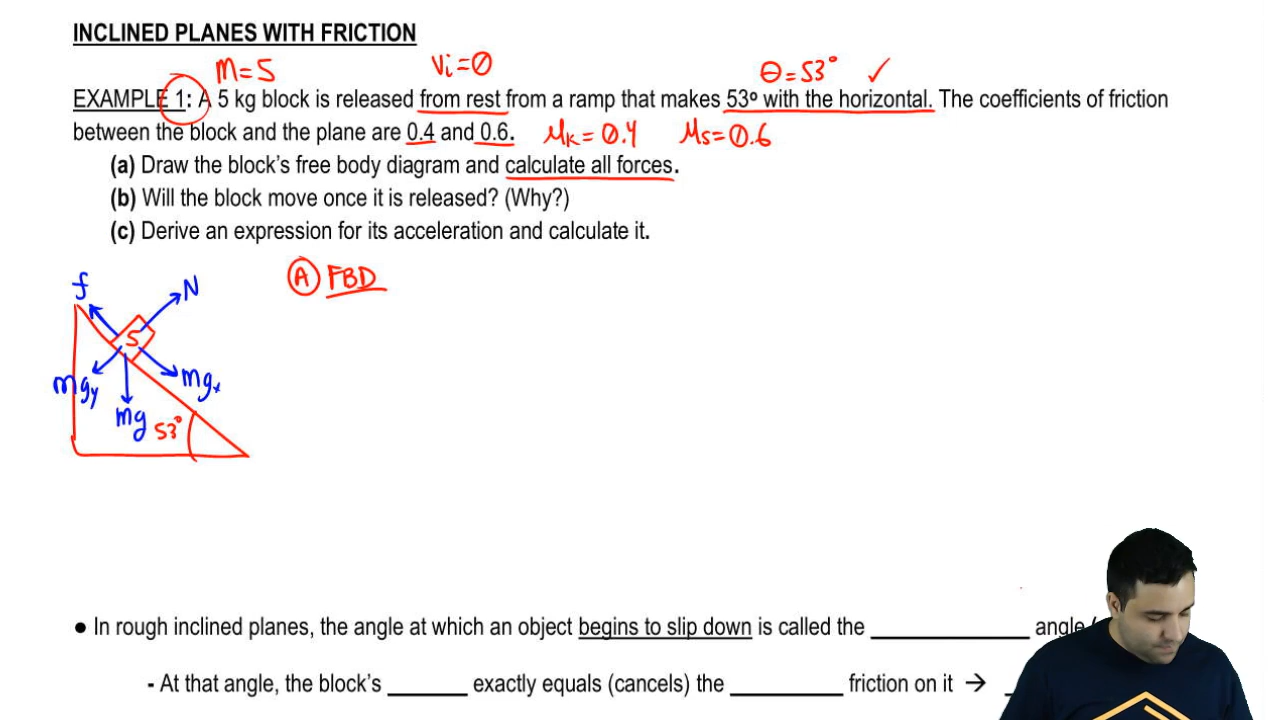 INCLINED PLANES WITH FRICTION
m=5
Vi=0
θ=53° ✓
EXAMPLE 1: A 5 kg block is released from rest from a ramp that makes 53º with the horizontal. The coefficients of friction
between the block and the plane are 0.4 and 0.6. μK=0.4 μs=0.6
(a) Draw the block's free body diagram and calculate all forces.
(b) Will the block move once it is released? (Why?)
(c) Derive an expression for its acceleration and calculate it.
A FBD
f
N
5
mgy
mgx
mg
53°
● In rough inclined planes, the angle at which an object begins to slip down is called the ______________ angle
- At that angle, the block's _______ exactly equals (cancels) the __________ friction on it →